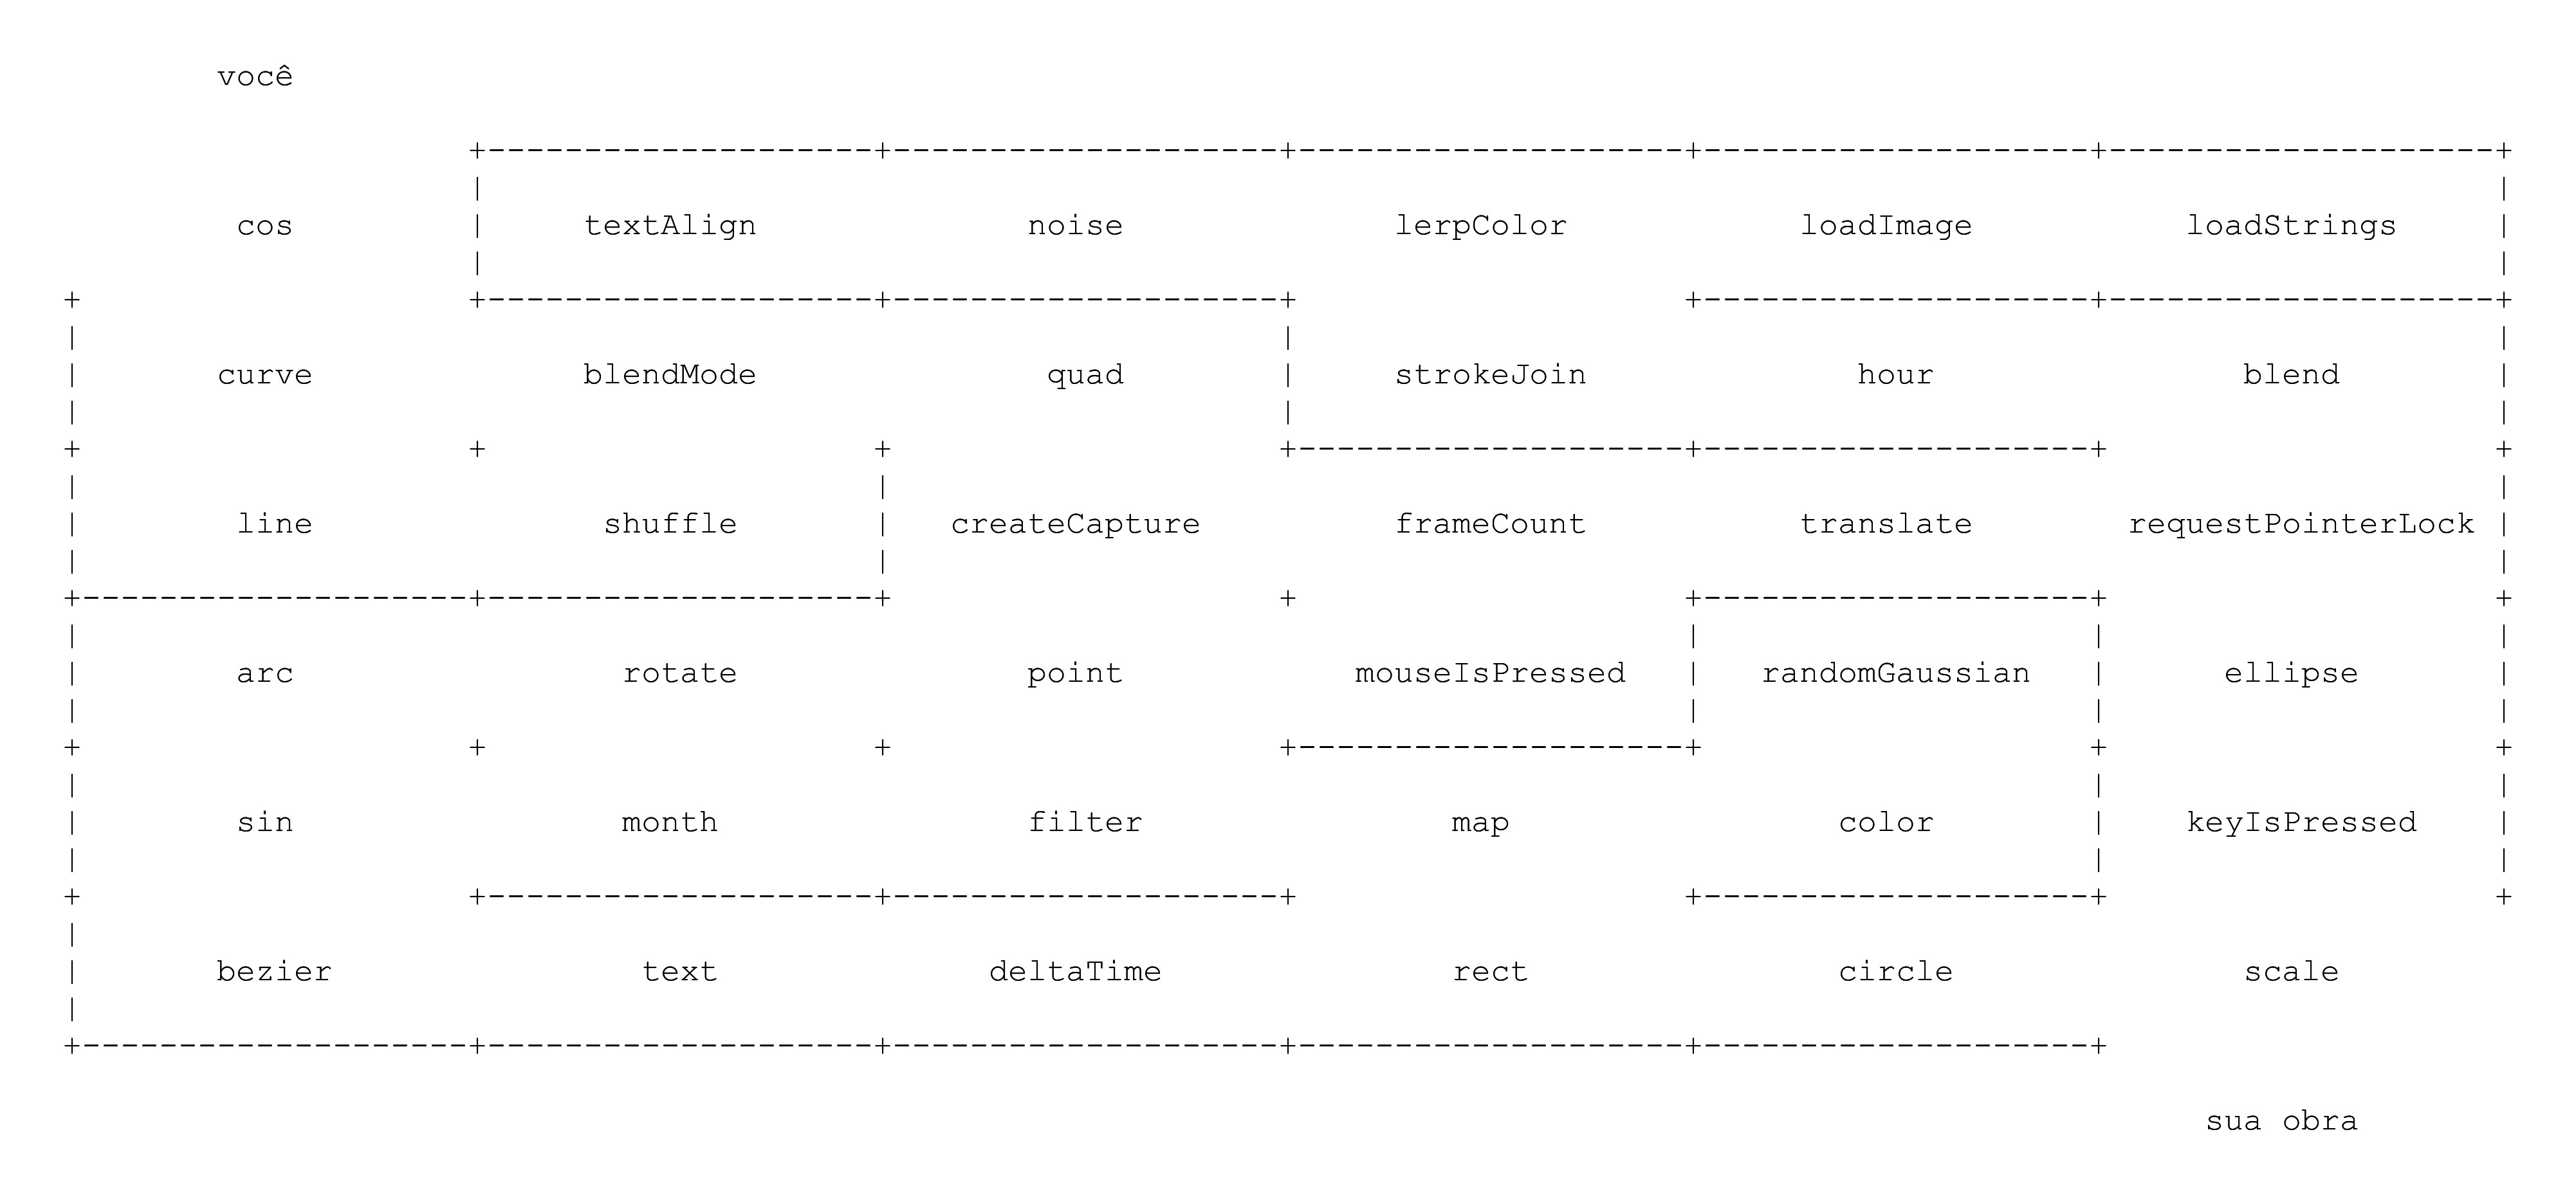 você
cos textAlign noise lerpColor loadImage loadStrings
curve blendMode quad strokeJoin hour blend
line shuffle createCapture frameCount translate requestPointerLock
arc rotate point mouseIsPressed randomGaussian ellipse
sin month filter map color keyIsPressed
bezier text deltaTime rect circle scale
sua obra